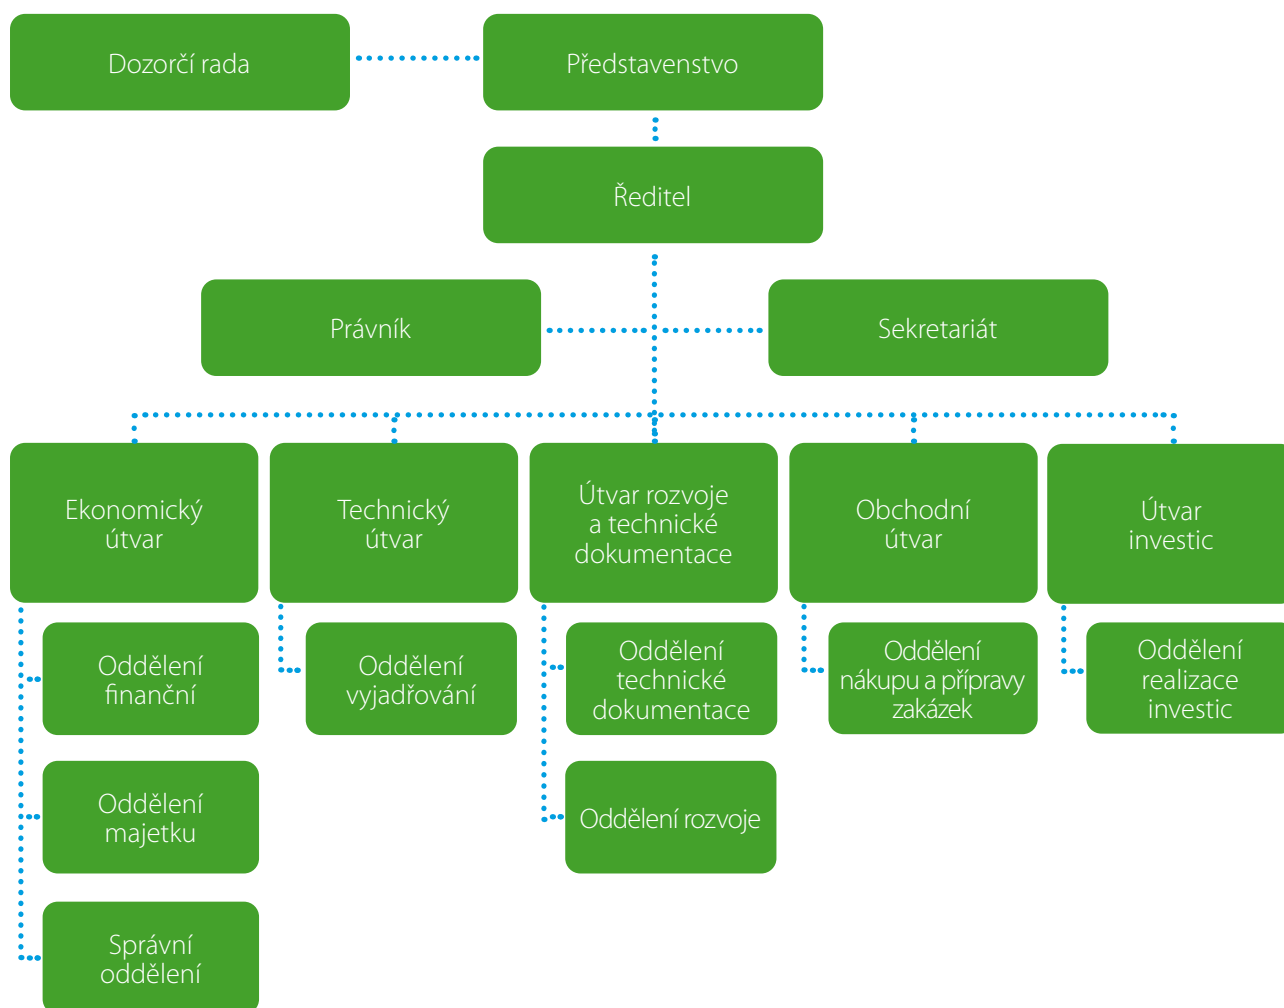 Dozorčí rada
Představenstvo
Ředitel
Právník
Sekretariát
Ekonomický
útvar
Technický
útvar
Útvar rozvoje
a technické
dokumentace
Obchodní
útvar
Útvar
investic
Oddělení
finanční
Oddělení
vyjadřování
Oddělení
technické
dokumentace
Oddělení
nákupu a přípravy
zakázek
Oddělení
realizace
investic
Oddělení
majetku
Oddělení rozvoje
Správní
oddělení